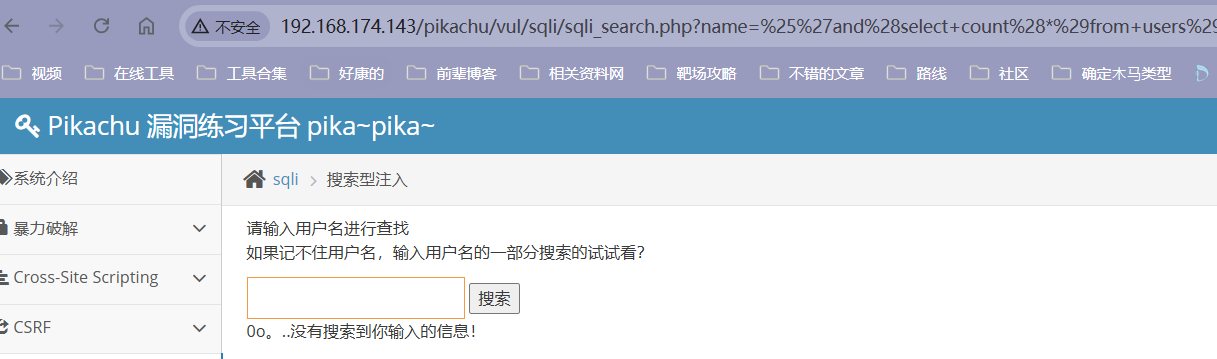 不安全 192.168.174.143/pikachu/vul/sqli/sqli_search.php?name=%25%27and%28select+count%28*%29from+users%29
视频 在线工具 工具合集 好康的 前辈博客 相关资料网 靶场攻略 不错的文章 路线 社区 确定木马类型
Pikachu 漏洞练习平台 pika~pika~
系统介绍
sqli 搜索型注入
暴力破解
请输入用户名进行查找
如果记不住用户名，输入用户名的一部分搜索的试试看?
Cross-Site Scripting
搜索
CSRF
0o。..没有搜索到你输入的信息！